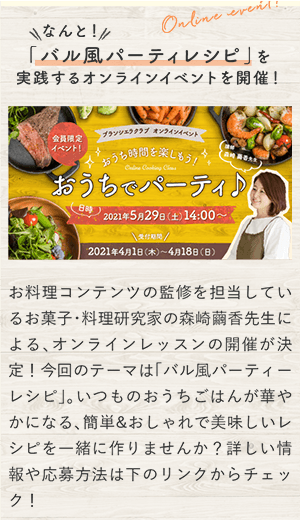 Online event!
なんと!
「バル風パーティレシピ」を
実践するオンラインイベントを開催!
会員限定
イベント!
ブランシエラクラブ オンラインイベント
おうち時間を楽しもう!
Online Cooking Class
おうちでパーティ♪
講師
森崎 繭香先生
日時
2021年5月29日(土)14:00〜
受付期間
2021年4月1日(木)〜4月18日(日)
お料理コンテンツの監修を担当してい
るお菓子・料理研究家の森崎繭香先生に
よる、オンラインレッスンの開催が決
定!今回のテーマは「バル風パーティー
レシピ」。いつものおうちごはんが華や
かになる、簡単&おしゃれで美味しいレ
シピを一緒に作りませんか?詳しい情
報や応募方法は下のリンクからチェッ
ク!